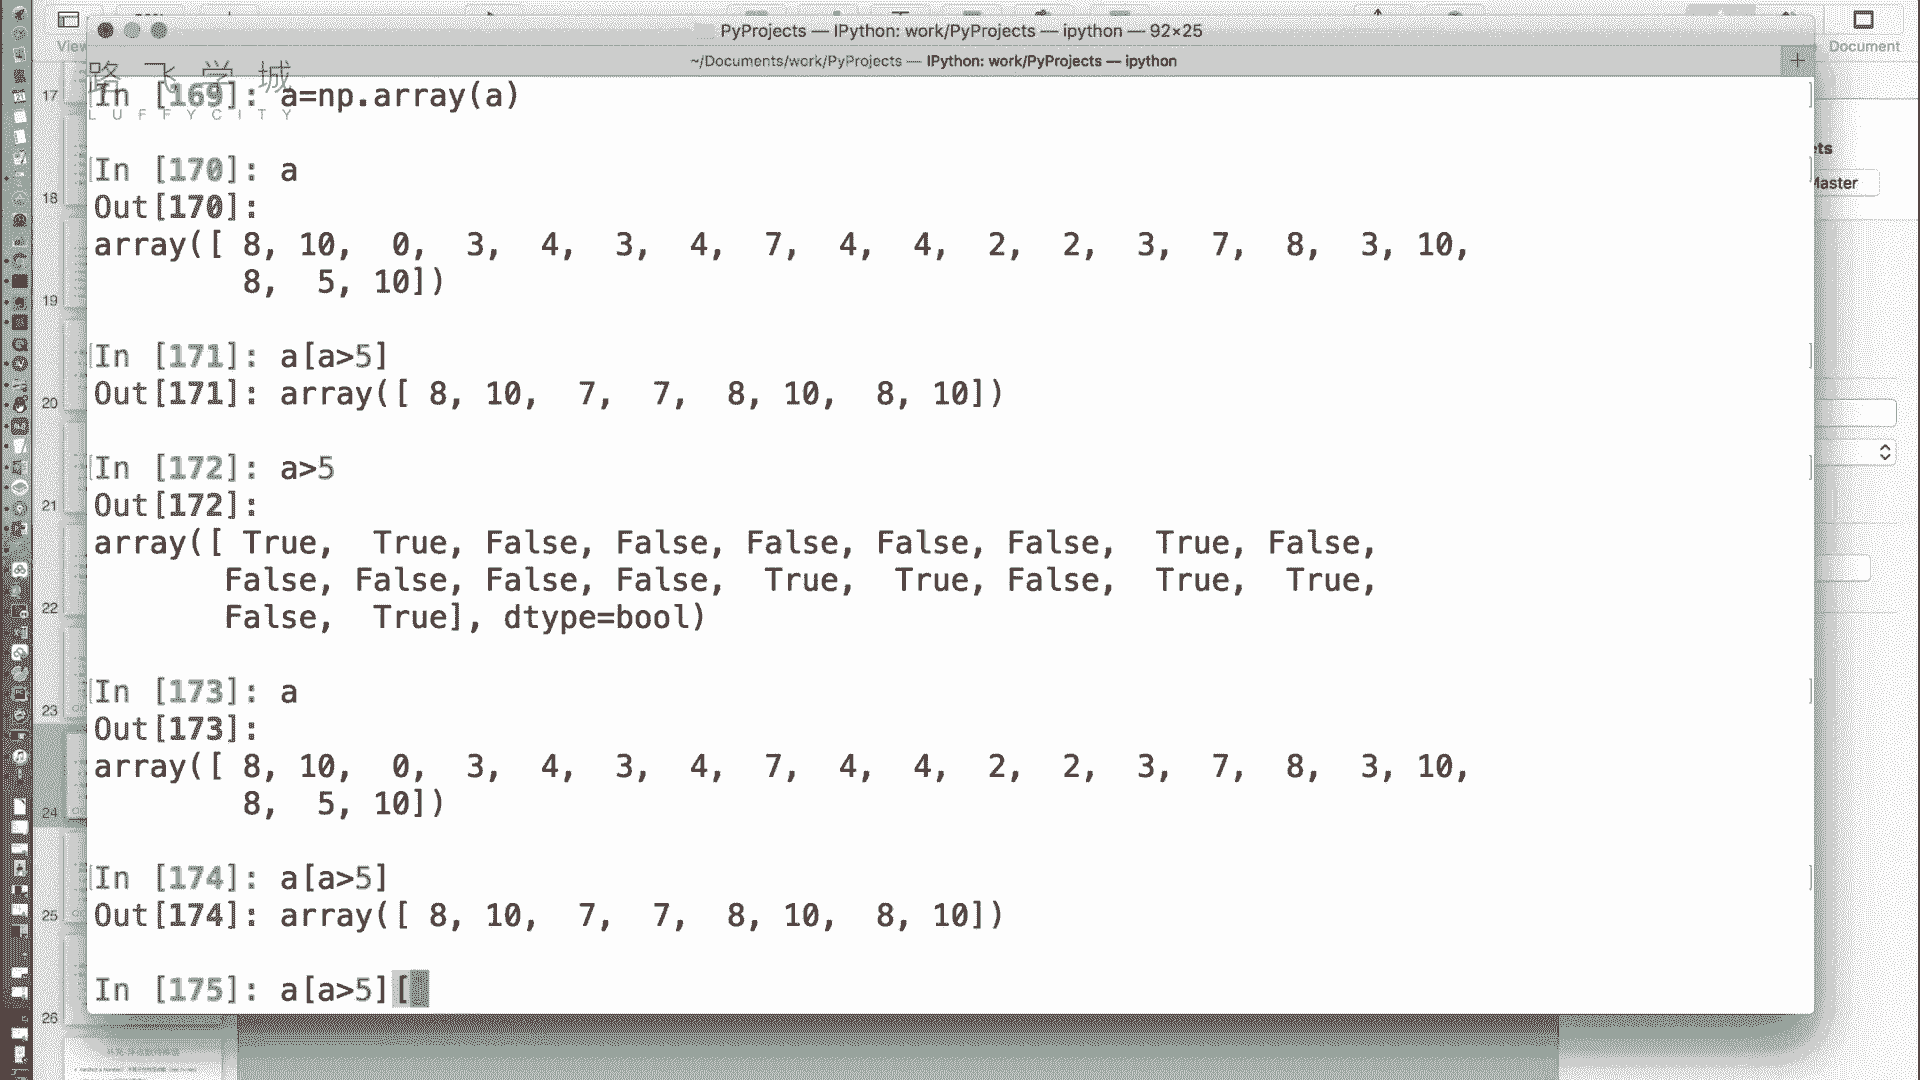 PyProjects — IPython: work/PyProjects — ipython — 92×25
View
Document
~/Documents/work/PyProjects — IPython: work/PyProjects — ipython
+
路飞学城
LUFFYCITY
In [169]: a=np.array(a)
In [170]: a
Out[170]:
array([ 8, 10,  0,  3,  4,  3,  4,  7,  4,  4,  2,  2,  3,  7,  8,  3, 10,
        8,  5, 10])
In [171]: a[a>5]
Out[171]: array([ 8, 10,  7,  7,  8, 10,  8, 10])
In [172]: a>5
Out[172]:
array([ True,  True, False, False, False, False, False,  True, False,
       False, False, False, False,  True,  True, False,  True,  True,
       False,  True], dtype=bool)
In [173]: a
Out[173]:
array([ 8, 10,  0,  3,  4,  3,  4,  7,  4,  4,  2,  2,  3,  7,  8,  3, 10,
        8,  5, 10])
In [174]: a[a>5]
Out[174]: array([ 8, 10,  7,  7,  8, 10,  8, 10])
In [175]: a[a>5][
17
18
19
20
21
22
23
24
25
26